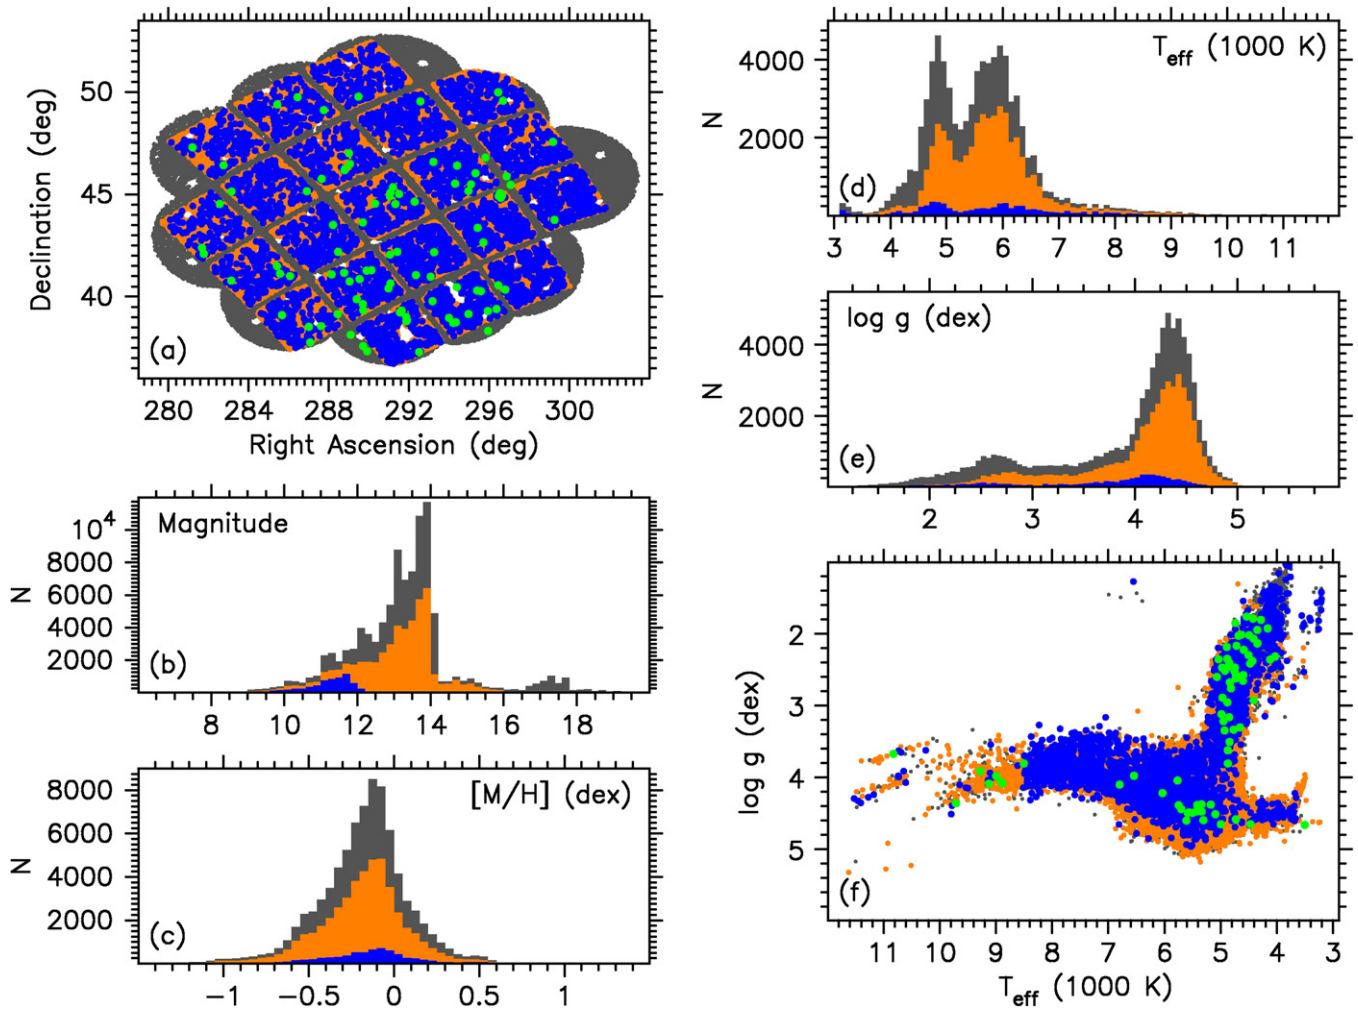 Declination (deg)
50
45
40
(a)
280 284 288 292 296 300
Right Ascension (deg)
N
10⁴
8000
6000
4000
2000
Magnitude
(b)
8 10 12 14 16 18
N
8000
6000
4000
2000
[M/H] (dex)
(c)
−1 −0.5 0 0.5 1
N
4000
2000
T_eff (1000 K)
(d)
3 4 5 6 7 8 9 10 11
N
4000
2000
log g (dex)
(e)
2 3 4 5
log g (dex)
2
3
4
5
(f)
11 10 9 8 7 6 5 4 3
T_eff (1000 K)